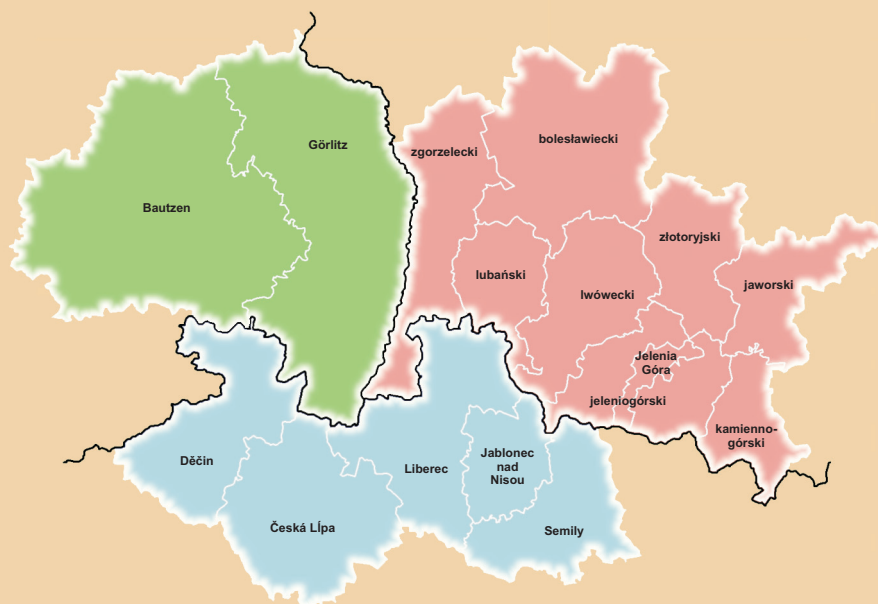 bolesławiecki
Görlitz
zgorzelecki
Bautzen
złotoryjski
lubański
jaworski
lwówecki
Jelenia
Góra
jeleniogórski
kamienno-
górski
Děčín
Liberec
Jablonec
nad
Nisou
Česká LÍpa
Semily